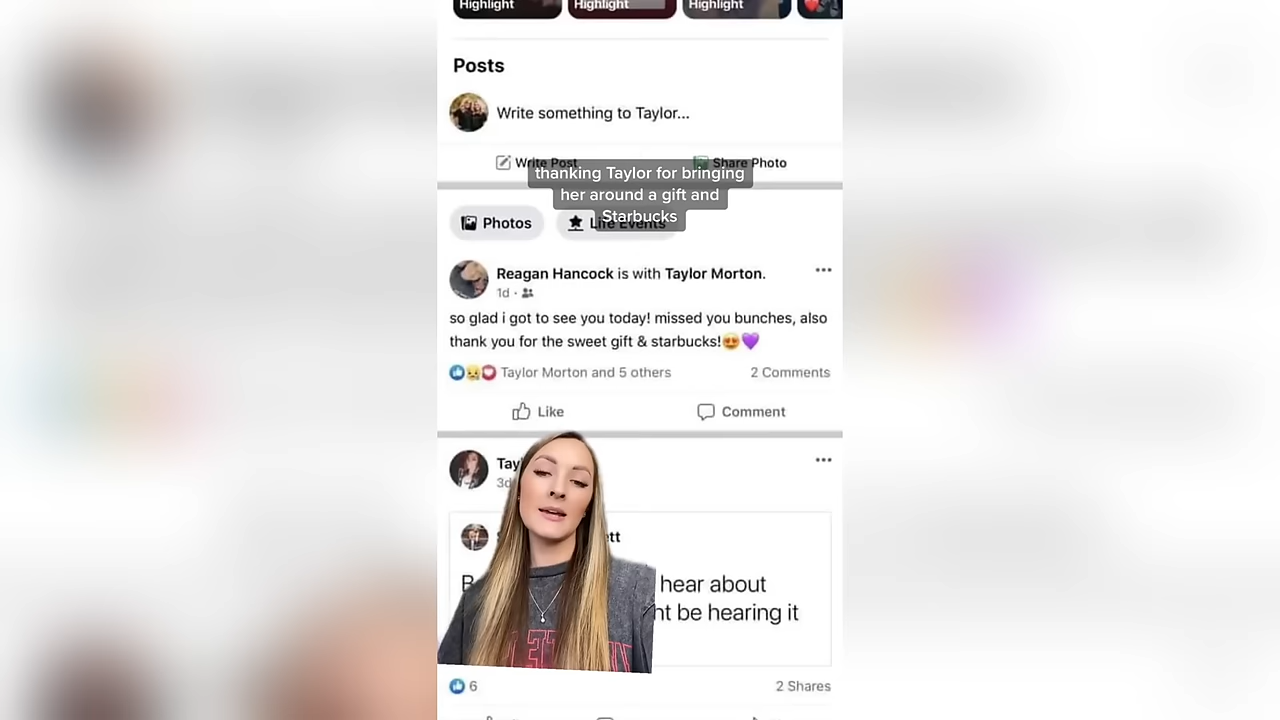 Highlight
Highlight
Highlight
Posts
Write something to Taylor...
Write Post
Share Photo
thanking Taylor for bringing
her around a gift and
Starbucks
Photos
Life Events
Reagan Hancock is with Taylor Morton.
1d
so glad i got to see you today! missed you bunches, also
thank you for the sweet gift & starbucks!😍💜
Taylor Morton and 5 others
2 Comments
Like
Comment
3d
hear about
be hearing it
6
2 Shares